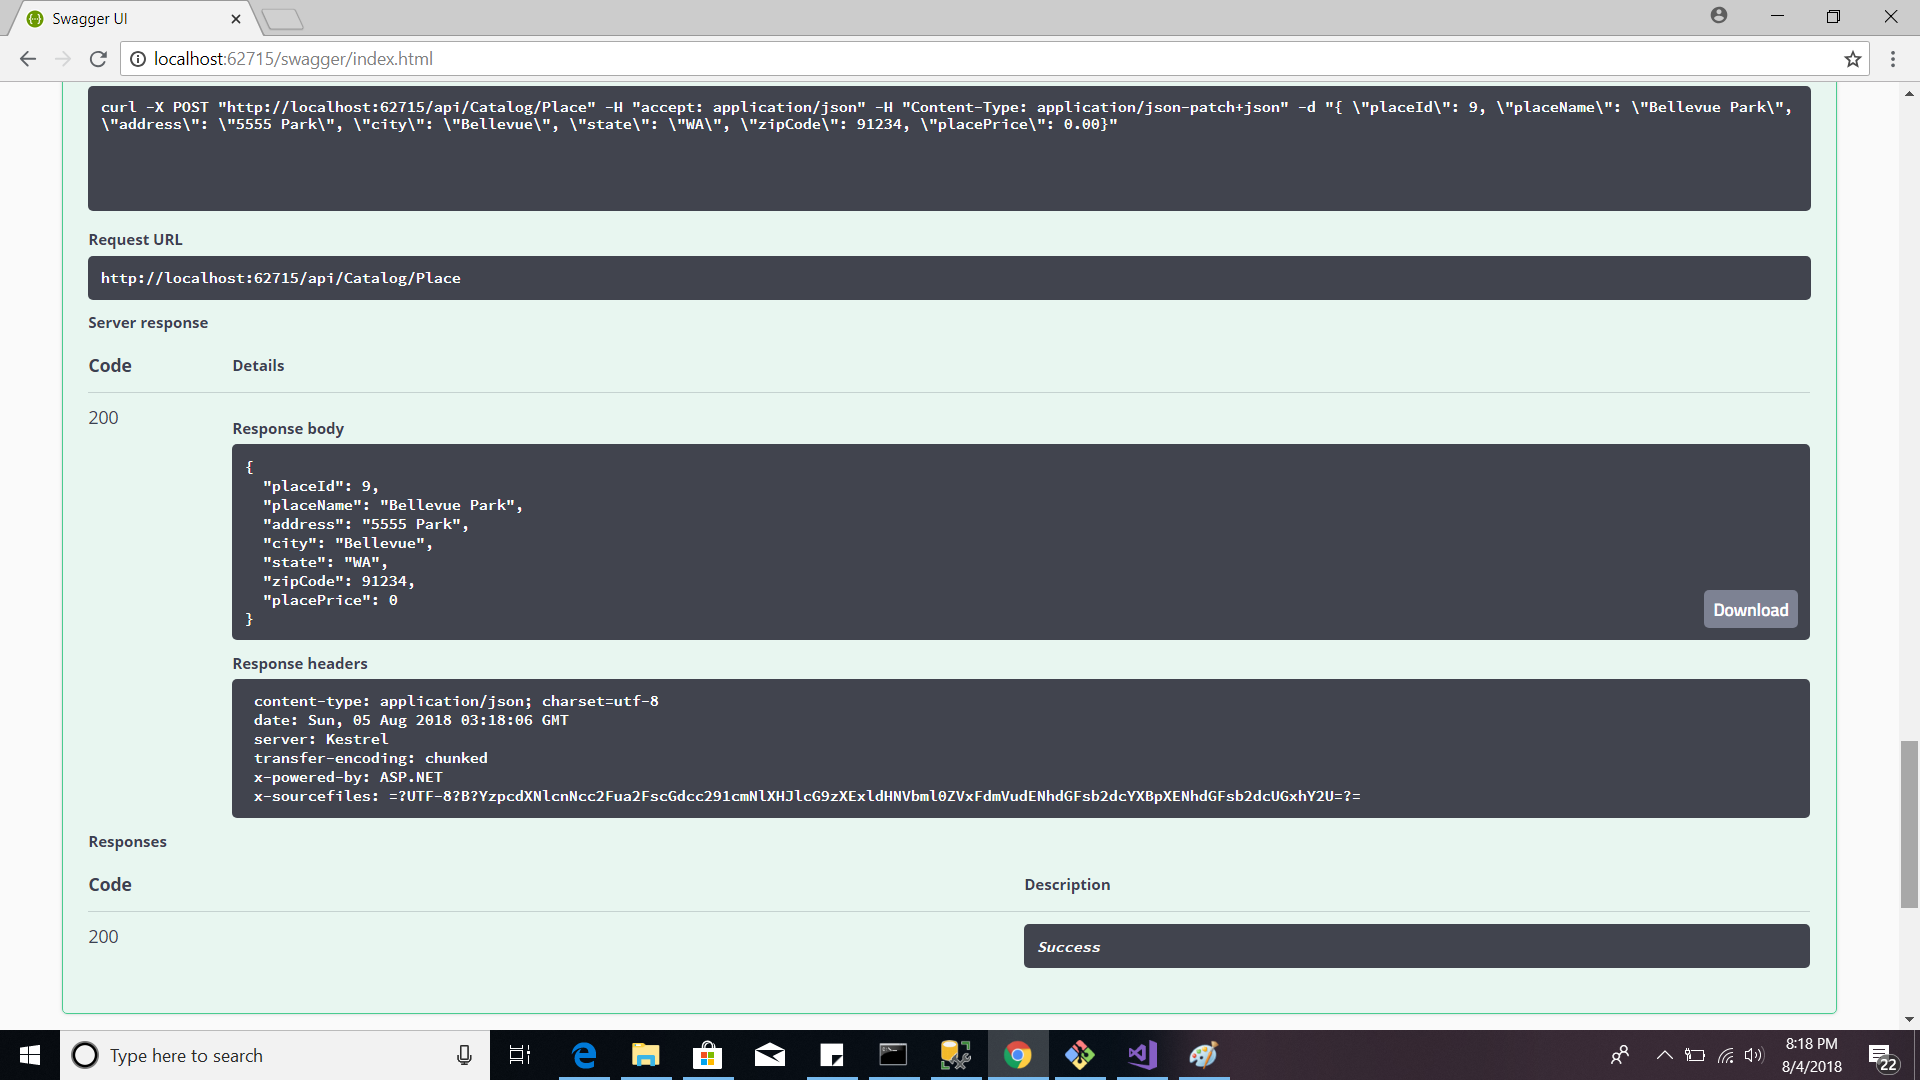 Swagger UI
localhost:62715/swagger/index.html
curl -X POST "http://localhost:62715/api/Catalog/Place" -H "accept: application/json" -H "Content-Type: application/json-patch+json" -d "{ \"placeId\": 9, \"placeName\": \"Bellevue Park\",
\"address\": \"5555 Park\", \"city\": \"Bellevue\", \"state\": \"WA\", \"zipCode\": 91234, \"placePrice\": 0.00}"
Request URL
http://localhost:62715/api/Catalog/Place
Server response
Code Details
200
Response body
{
"placeId": 9,
"placeName": "Bellevue Park",
"address": "5555 Park",
"city": "Bellevue",
"state": "WA",
"zipCode": 91234,
"placePrice": 0
}
Download
Response headers
content-type: application/json; charset=utf-8
date: Sun, 05 Aug 2018 03:18:06 GMT
server: Kestrel
transfer-encoding: chunked
x-powered-by: ASP.NET
x-sourcefiles: =?UTF-8?B?YzpcdXNlcnNcc2Fua2FscGdcc291cmNlXHJlcG9zXExldHNVbml0ZVxFdmVudENhdGFsb2dcYXBpXENhdGFsb2dcUGxhY2U=?=
Responses
Code Description
200
Success
Type here to search
8:18 PM
8/4/2018
22